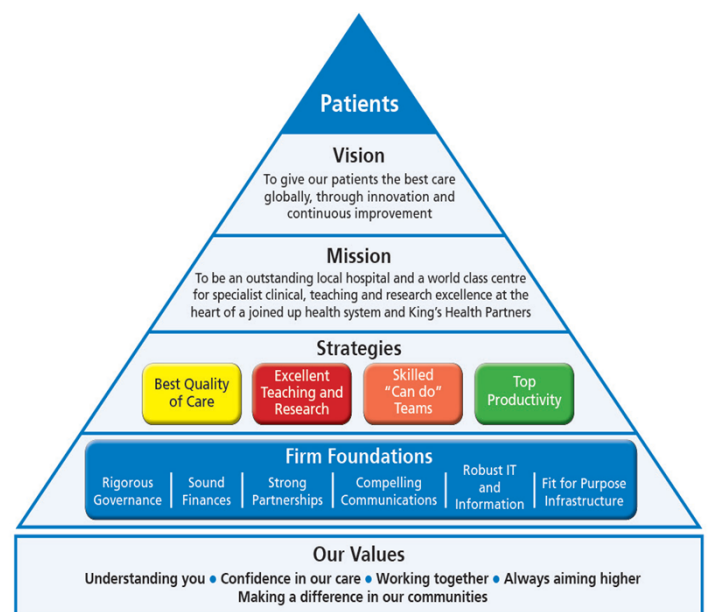 Patients
Vision
To give our patients the best care
globally, through innovation and
continuous improvement
Mission
To be an outstanding local hospital and a world class centre
for specialist clinical, teaching and research excellence at the
heart of a joined up health system and King's Health Partners
Strategies
Best Quality
of Care
Excellent
Teaching and
Research
Skilled
"Can do"
Teams
Top
Productivity
Firm Foundations
Rigorous
Governance
Sound
Finances
Strong
Partnerships
Compelling
Communications
Robust IT
and
Information
Fit for Purpose
Infrastructure
Our Values
Understanding you • Confidence in our care • Working together • Always aiming higher
Making a difference in our communities